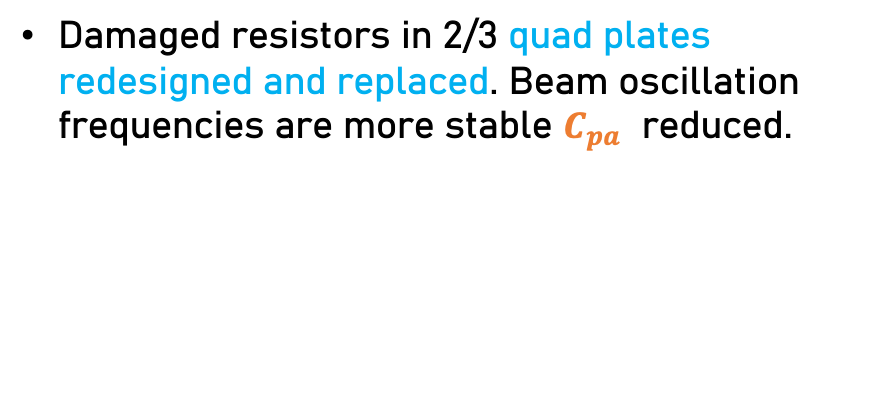 • Damaged resistors in 2/3 quad plates
redesigned and replaced. Beam oscillation
frequencies are more stable C_pa reduced.